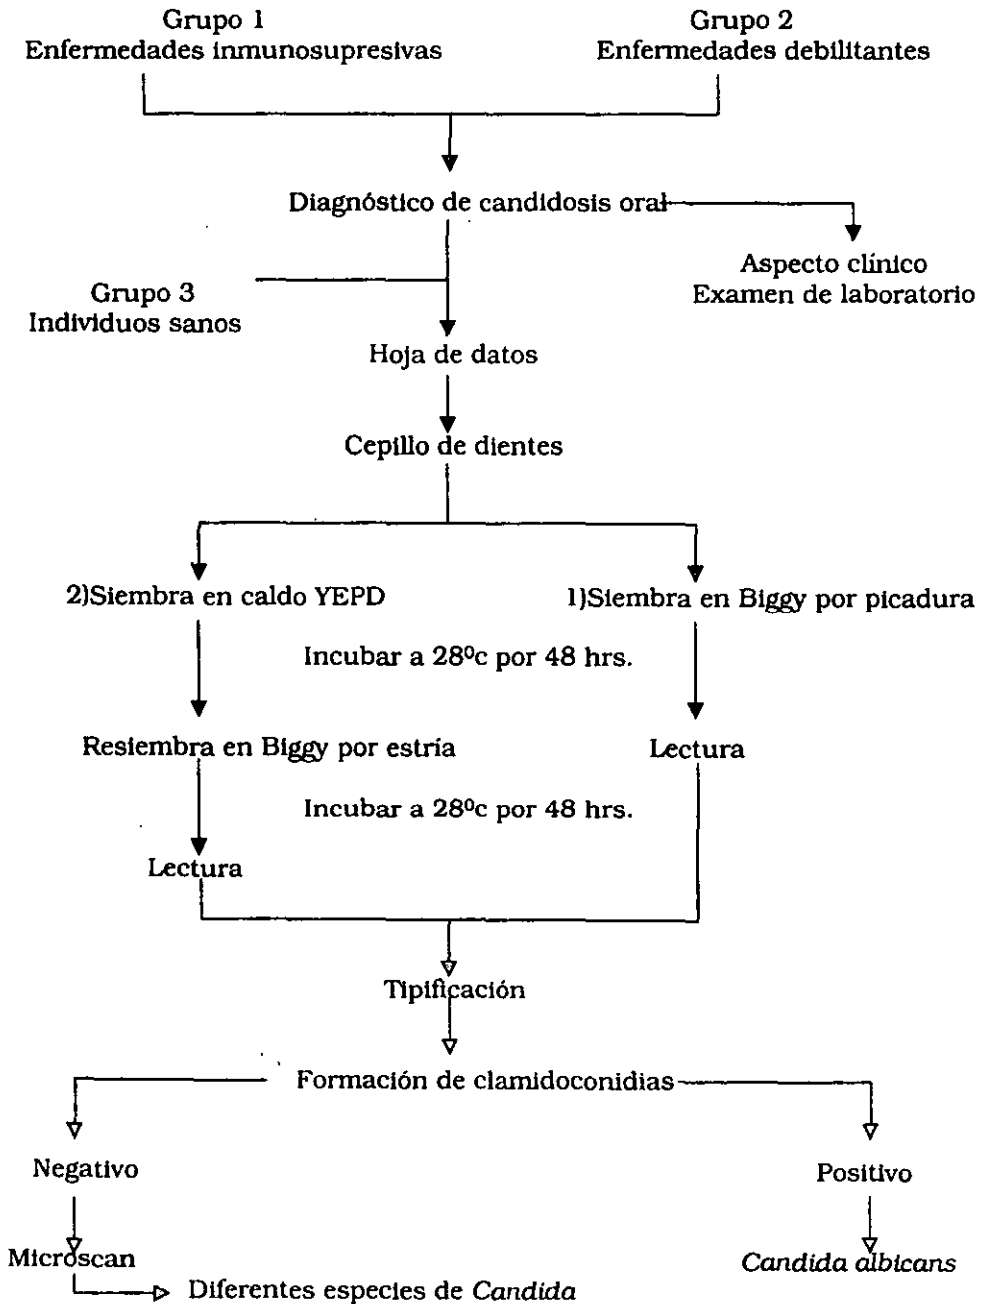 Grupo 1
Enfermedades inmunosupresivas
Grupo 2
Enfermedades debilitantes
Diagnóstico de candidosis oral
Aspecto clínico
Examen de laboratorio
Grupo 3
Individuos sanos
Hoja de datos
Cepillo de dientes
2)Siembra en caldo YEPD
1)Siembra en Biggy por picadura
Incubar a 28ºc por 48 hrs.
Resiembra en Biggy por estría
Lectura
Incubar a 28ºc por 48 hrs.
Lectura
Tipificación
Formación de clamidoconidias
Negativo
Positivo
Microscan
Candida albicans
Diferentes especies de Candida